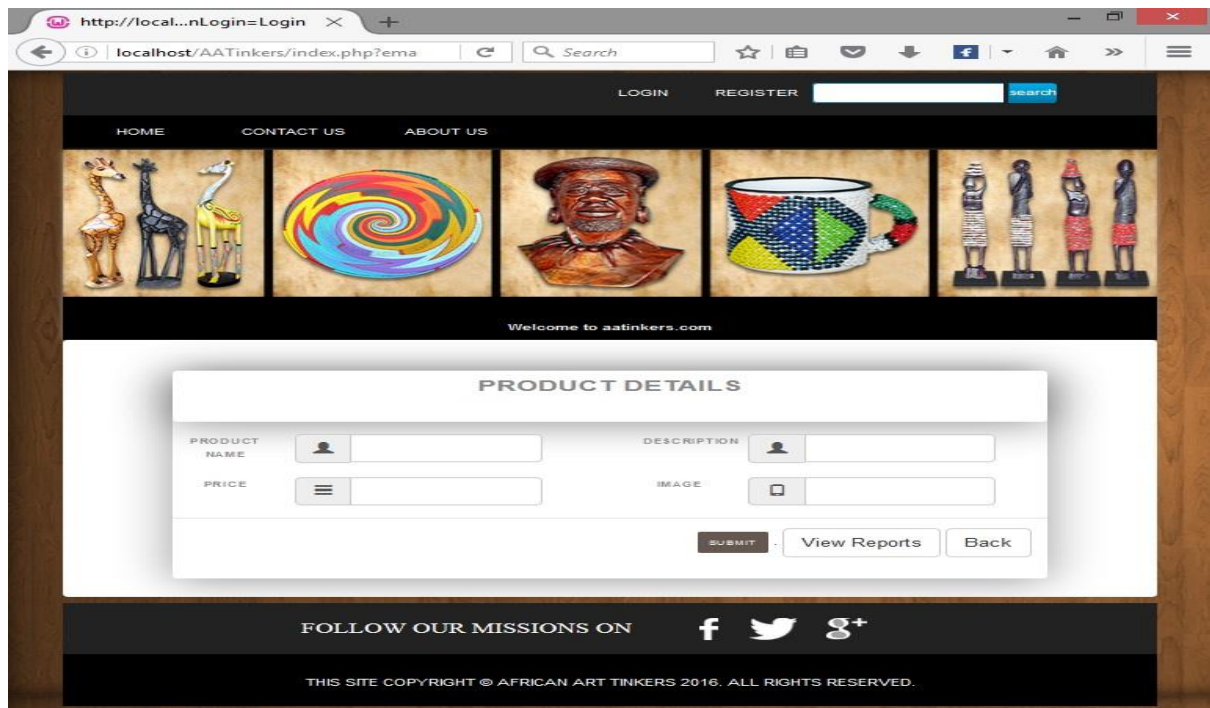 http://local...nLogin=Login
localhost/AATinkers/index.php?ema
Search
LOGIN REGISTER search
HOME CONTACT US ABOUT US
Welcome to aatinkers.com
PRODUCT DETAILS
PRODUCT NAME
DESCRIPTION
PRICE
IMAGE
SUBMIT . View Reports Back
FOLLOW OUR MISSIONS ON f g+
THIS SITE COPYRIGHT © AFRICAN ART TINKERS 2016. ALL RIGHTS RESERVED.